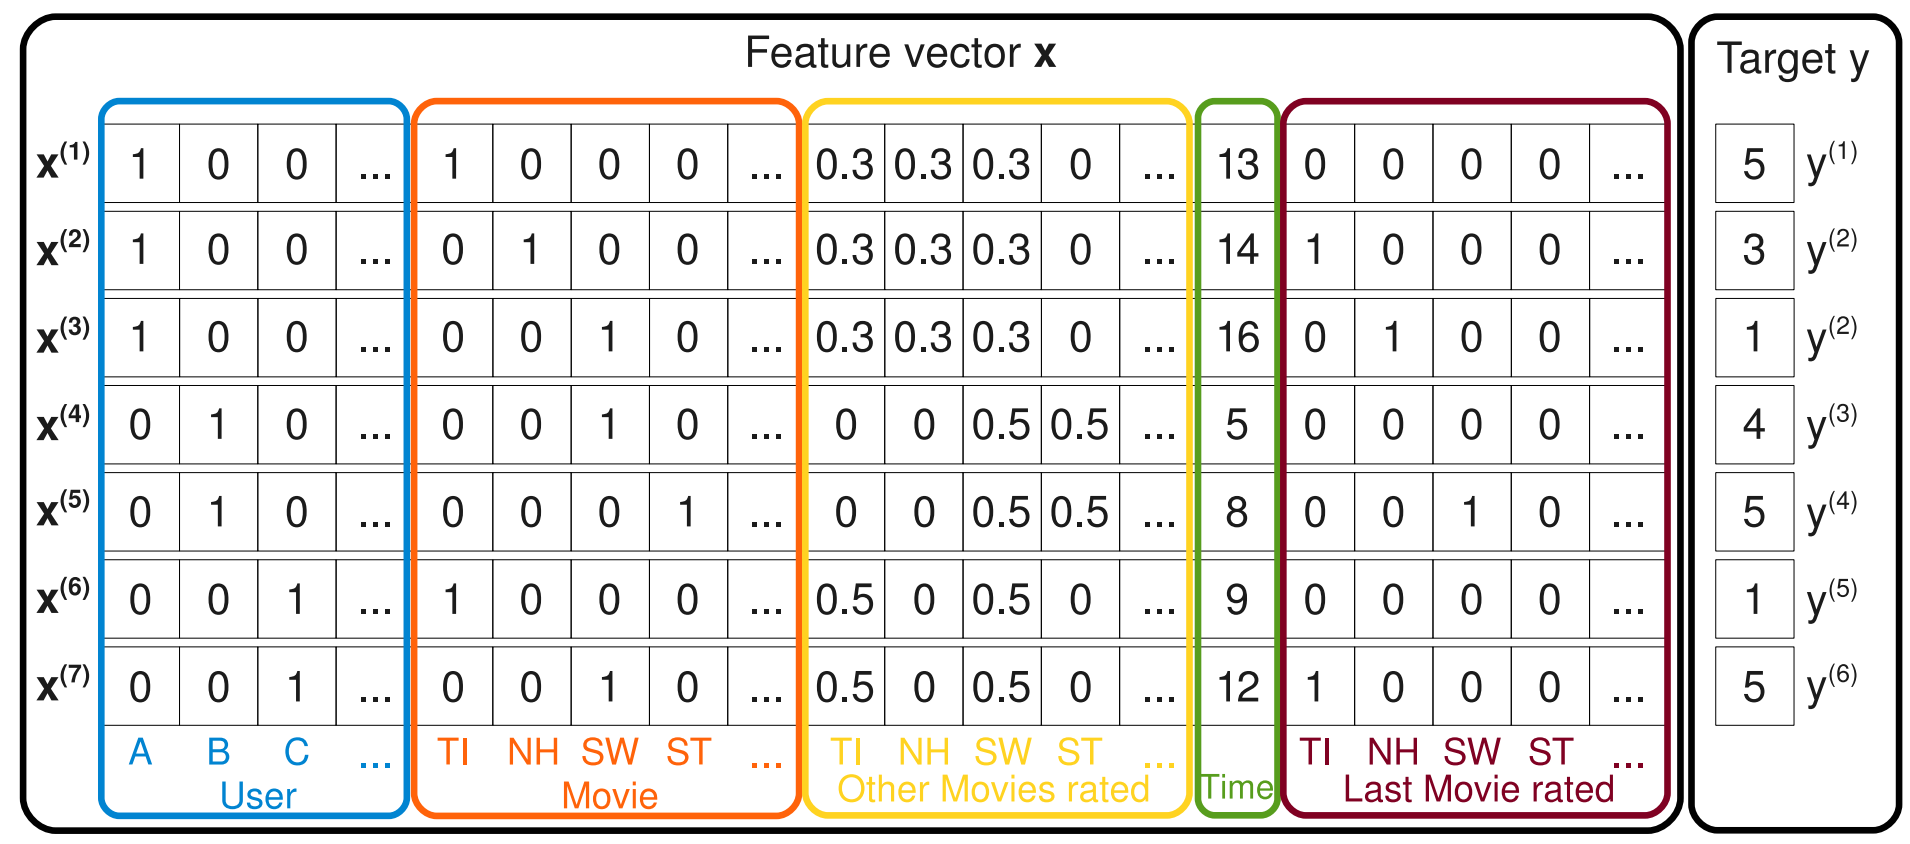 Feature vector x Target y
x(1) 1 0 0 ... 1 0 0 0 ... 0.3 0.3 0.3 0 ... 13 0 0 0 0 ... 5 y(1)
x(2) 1 0 0 ... 0 1 0 0 ... 0.3 0.3 0.3 0 ... 14 1 0 0 0 ... 3 y(2)
x(3) 1 0 0 ... 0 0 1 0 ... 0.3 0.3 0.3 0 ... 16 0 1 0 0 ... 1 y(2)
x(4) 0 1 0 ... 0 0 1 0 ... 0 0 0.5 0.5 ... 5 0 0 0 0 ... 4 y(3)
x(5) 0 1 0 ... 0 0 0 1 ... 0 0 0.5 0.5 ... 8 0 0 1 0 ... 5 y(4)
x(6) 0 0 1 ... 1 0 0 0 ... 0.5 0 0.5 0 ... 9 0 0 0 0 ... 1 y(5)
x(7) 0 0 1 ... 0 0 1 0 ... 0.5 0 0.5 0 ... 12 1 0 0 0 ... 5 y(6)
A B C ... TI NH SW ST ... TI NH SW ST ... TI NH SW ST ...
User Movie Other Movies rated Time Last Movie rated